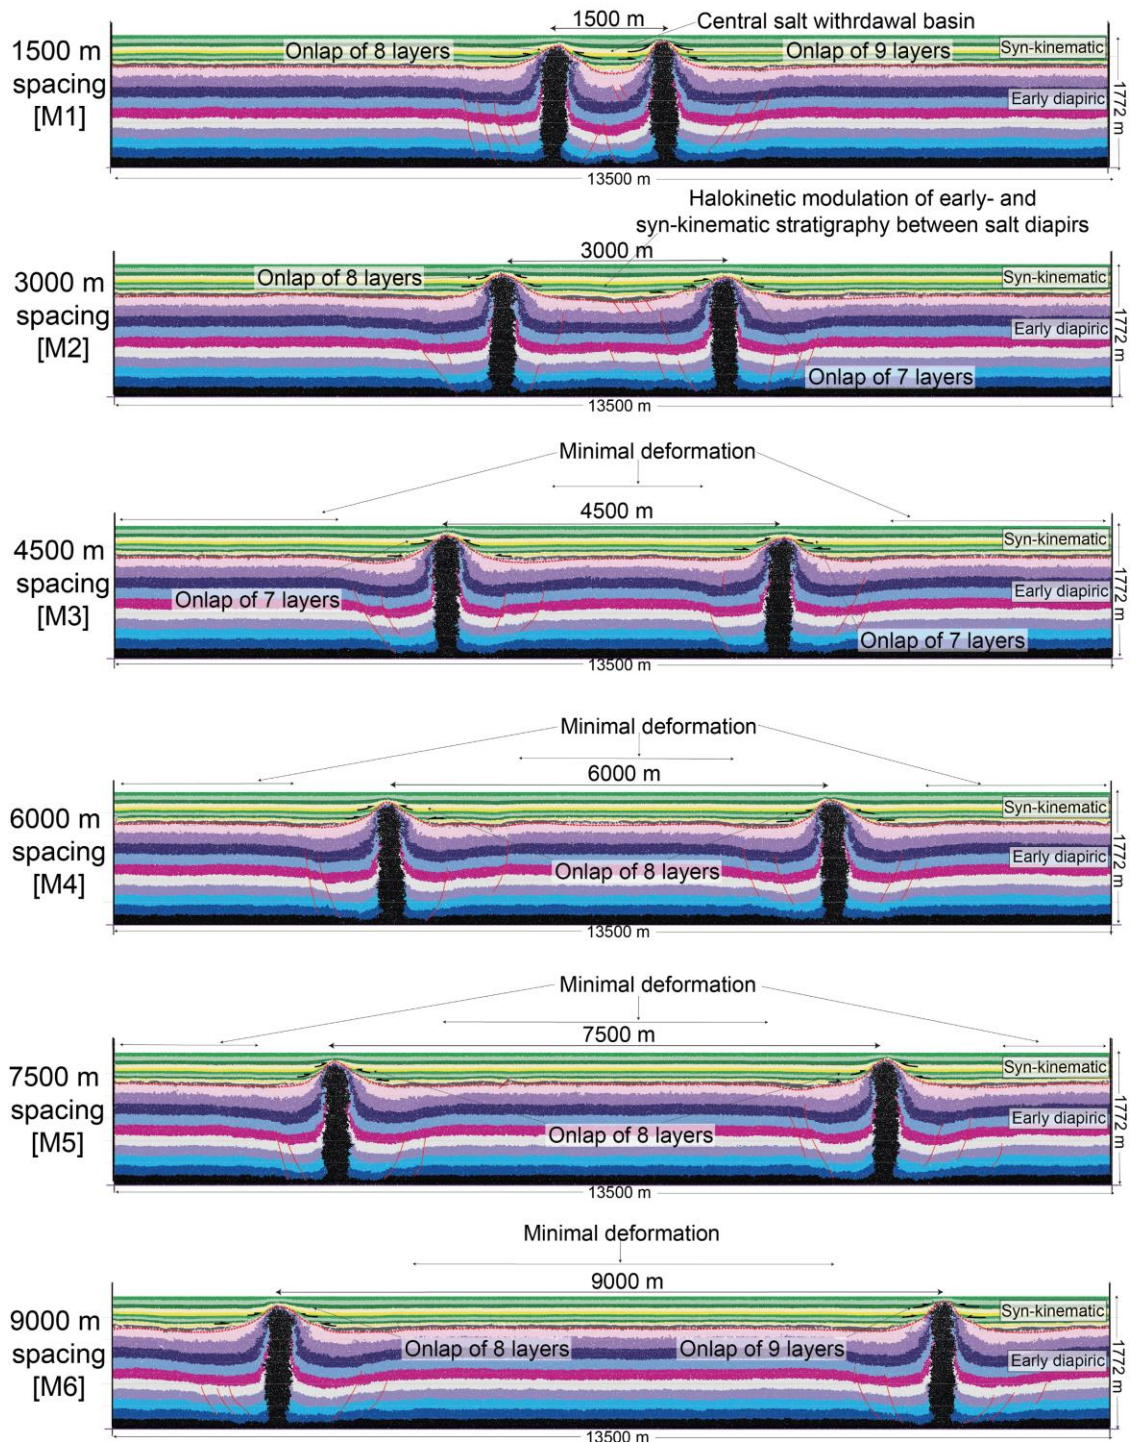 1500 m
Central salt withrdawal basin
1500 m
spacing
[M1]
Onlap of 8 layers
Onlap of 9 layers
Syn-kinematic
Early diapiric
1772 m
13500 m
Halokinetic modulation of early- and
syn-kinematic stratigraphy between salt diapirs
3000 m
3000 m
spacing
[M2]
Onlap of 8 layers
Syn-kinematic
Early diapiric
Onlap of 7 layers
1772 m
13500 m
Minimal deformation
4500 m
4500 m
spacing
[M3]
Syn-kinematic
Early diapiric
Onlap of 7 layers
Onlap of 7 layers
1772 m
13500 m
Minimal deformation
6000 m
6000 m
spacing
[M4]
Syn-kinematic
Early diapiric
Onlap of 8 layers
1772 m
13500 m
Minimal deformation
7500 m
7500 m
spacing
[M5]
Syn-kinematic
Early diapiric
Onlap of 8 layers
1772 m
13500 m
Minimal deformation
9000 m
9000 m
spacing
[M6]
Syn-kinematic
Onlap of 8 layers
Onlap of 9 layers
Early diapiric
1772 m
13500 m